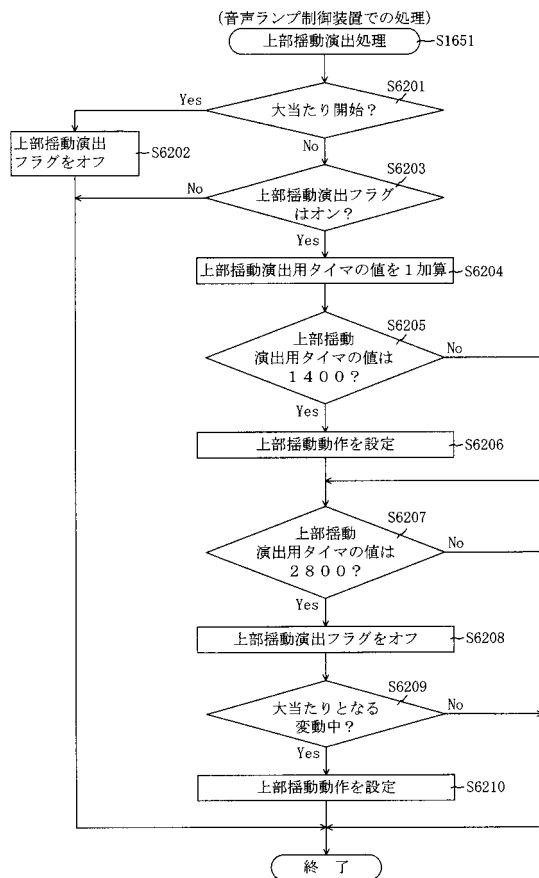 (音声ランプ制御装置での処理)
上部揺動演出処理
S1651
S6201
Yes
大当たり開始？
上部揺動演出
フラグをオフ
S6202
No
S6203
No
上部揺動演出フラグ
はオン？
Yes
上部揺動演出用タイマの値を１加算
S6204
S6205
上部揺動
演出用タイマの値は
１４００？
No
Yes
上部揺動動作を設定
S6206
S6207
上部揺動
演出用タイマの値は
２８００？
No
Yes
上部揺動演出フラグをオフ
S6208
S6209
大当たりとなる
変動中？
No
Yes
上部揺動動作を設定
S6210
終 了